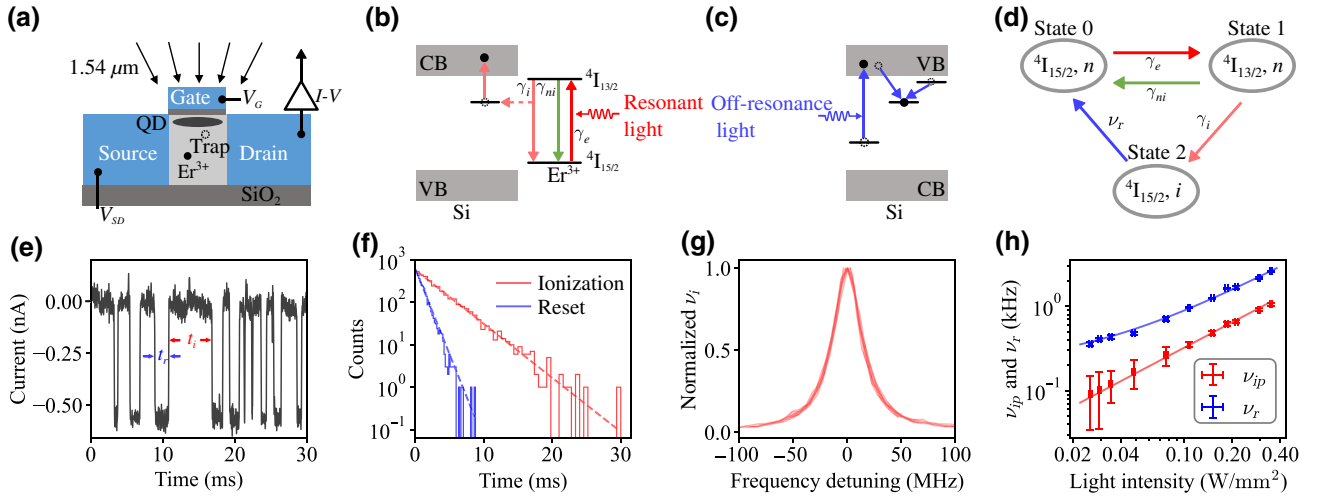 (a)
1.54 μm
Gate
V_G
I-V
QD
Trap
Source
Drain
Er³⁺
SiO₂
V_SD
(b)
CB
γ_i
γ_ni
⁴I₁₃/₂
Resonant
light
γ_e
⁴I₁₅/₂
VB
Er³⁺
Si
(c)
VB
Off-resonance
light
CB
Si
(d)
State 0
State 1
⁴I₁₅/₂, n
γ_e
⁴I₁₃/₂, n
γ_ni
ν_r
γ_i
State 2
⁴I₁₅/₂, i
(e)
Current (nA)
0.00
−0.25
−0.50
t_r
t_i
0 10 20 30
Time (ms)
(f)
Counts
10³
10²
10¹
10⁰
10⁻¹
Ionization
Reset
0 10 20 30
Time (ms)
(g)
Normalized ν_i
1.0
0.5
0.0
−100 −50 0 50 100
Frequency detuning (MHz)
(h)
ν_ip and ν_r (kHz)
10⁰
10⁻¹
ν_ip
ν_r
0.02 0.04 0.10 0.20 0.40
Light intensity (W/mm²)